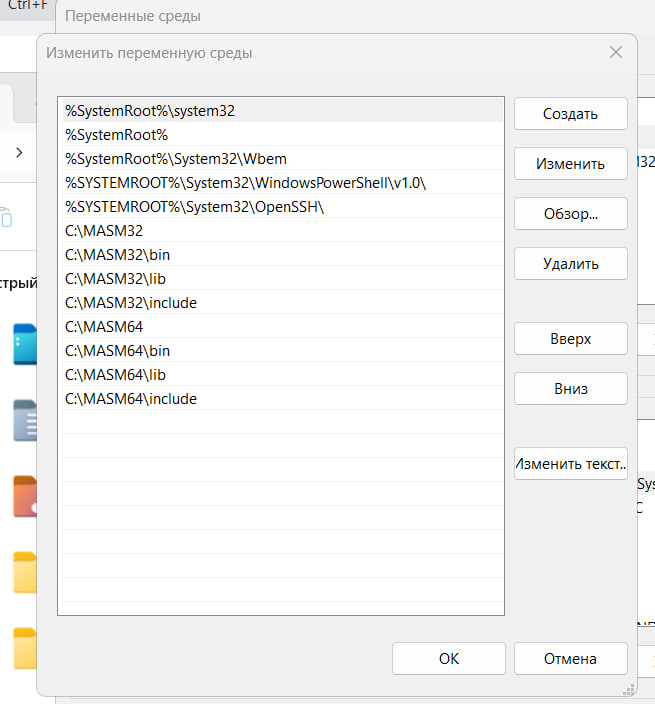 Ctrl+F
Переменные среды
Изменить переменную среды
%SystemRoot%\system32
%SystemRoot%
%SystemRoot%\System32\Wbem
%SYSTEMROOT%\System32\WindowsPowerShell\v1.0\
%SYSTEMROOT%\System32\OpenSSH\
C:\MASM32
C:\MASM32\bin
C:\MASM32\lib
C:\MASM32\include
C:\MASM64
C:\MASM64\bin
C:\MASM64\lib
C:\MASM64\include
Создать
Изменить
Обзор...
Удалить
Вверх
Вниз
Изменить текст..
OK
Отмена
стрый